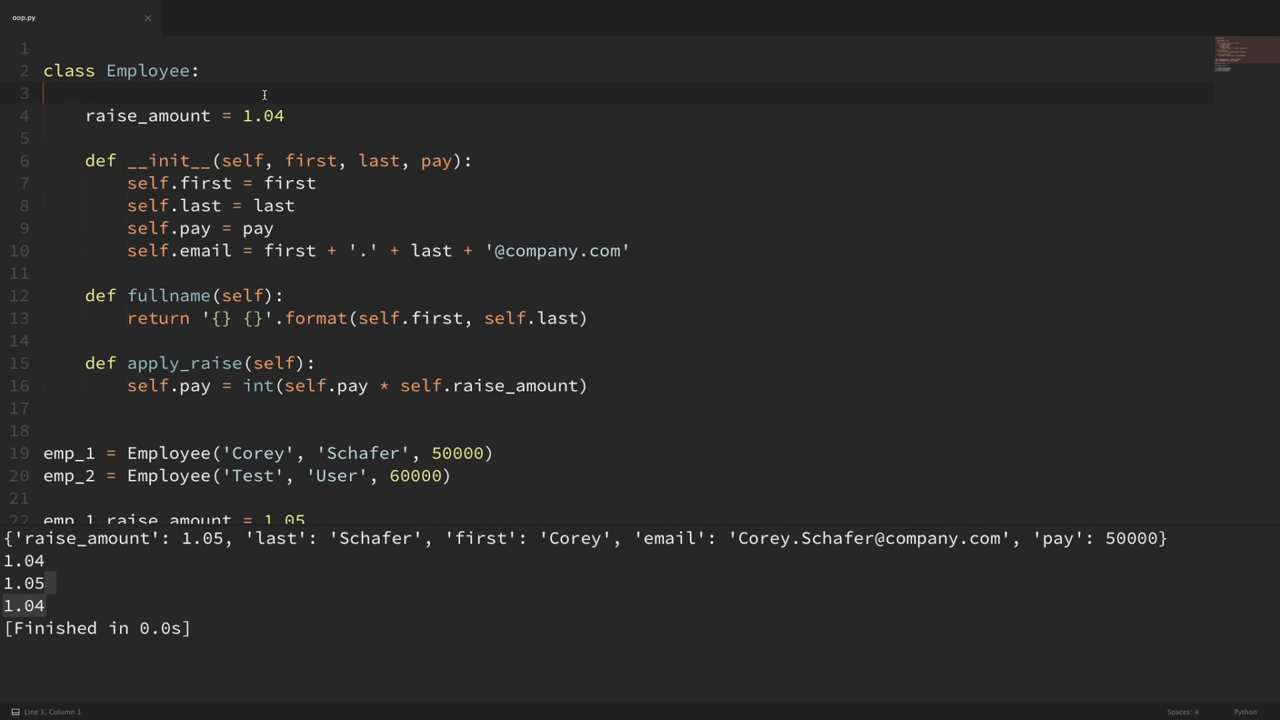 oop.py
1
2 class Employee:
3
4     raise_amount = 1.04
5
6     def __init__(self, first, last, pay):
7         self.first = first
8         self.last = last
9         self.pay = pay
10         self.email = first + '.' + last + '@company.com'
11
12     def fullname(self):
13         return '{} {}'.format(self.first, self.last)
14
15     def apply_raise(self):
16         self.pay = int(self.pay * self.raise_amount)
17
18
19 emp_1 = Employee('Corey', 'Schafer', 50000)
20 emp_2 = Employee('Test', 'User', 60000)
21
22 emp_1.raise_amount = 1.05
{'raise_amount': 1.05, 'last': 'Schafer', 'first': 'Corey', 'email': 'Corey.Schafer@company.com', 'pay': 50000}
1.04
1.05
1.04
[Finished in 0.0s]
Line 3, Column 1
Spaces: 4
Python